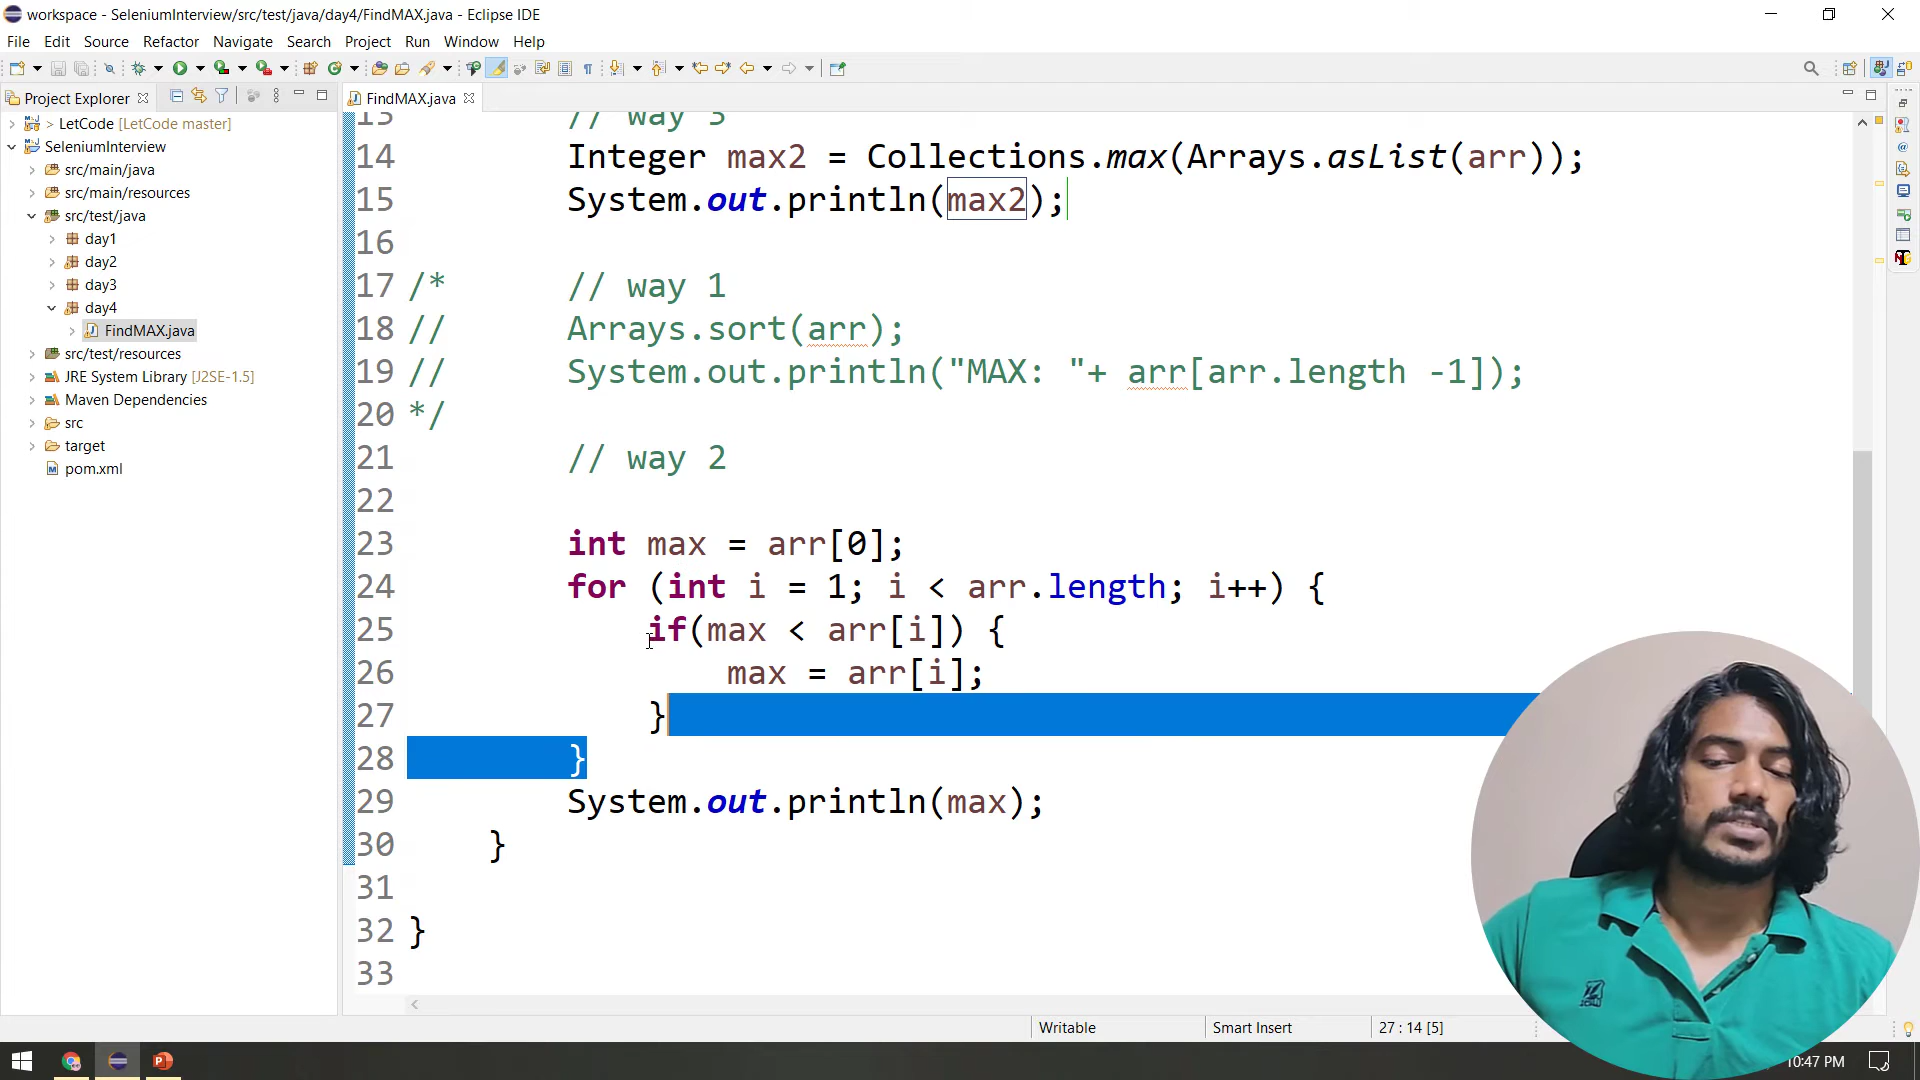 workspace - SeleniumInterview/src/test/java/day4/FindMAX.java - Eclipse IDE
File Edit Source Refactor Navigate Search Project Run Window Help
Project Explorer
FindMAX.java
> LetCode [LetCode master]
SeleniumInterview
src/main/java
src/main/resources
src/test/java
day1
day2
day3
day4
FindMAX.java
src/test/resources
JRE System Library [J2SE-1.5]
Maven Dependencies
src
target
pom.xml
13 // way 3
14 Integer max2 = Collections.max(Arrays.asList(arr));
15 System.out.println(max2);
16
17 /* // way 1
18 // Arrays.sort(arr);
19 // System.out.println("MAX: "+ arr[arr.length -1]);
20 */
21 // way 2
22
23 int max = arr[0];
24 for (int i = 1; i < arr.length; i++) {
25 if(max < arr[i]) {
26 max = arr[i];
27 }
28 }
29 System.out.println(max);
30 }
31
32 }
33
Writable Smart Insert 27 : 14 [5]
10:47 PM